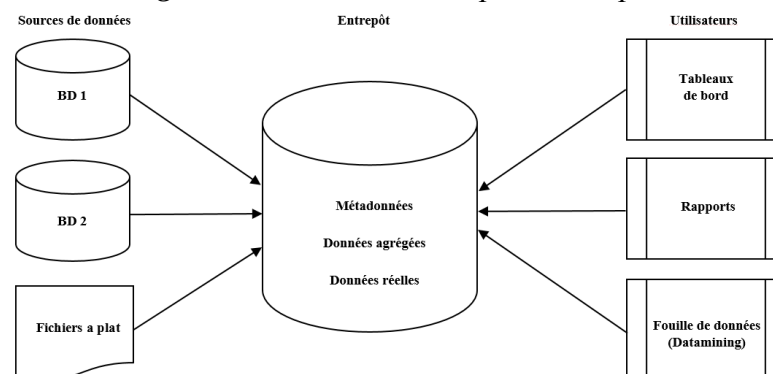 Sources de données
Entrepôt
Utilisateurs
BD 1
BD 2
Fichiers a plat
Métadonnées
Données agrégées
Données réelles
Tableaux
de bord
Rapports
Fouille de données
(Datamining)